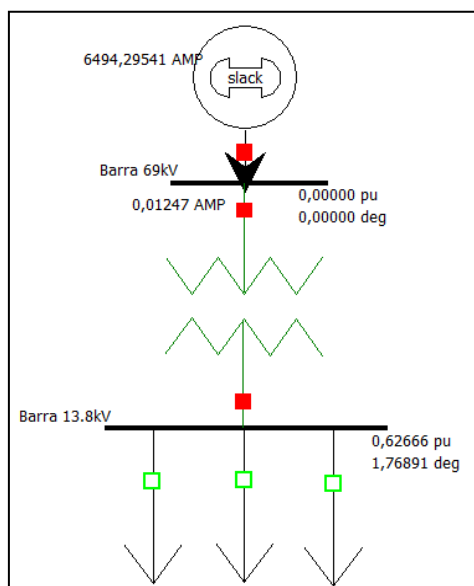 6494,29541 AMP
slack
Barra 69kV
0,00000 pu
0,01247 AMP
0,00000 deg
Barra 13.8kV
0,62666 pu
1,76891 deg